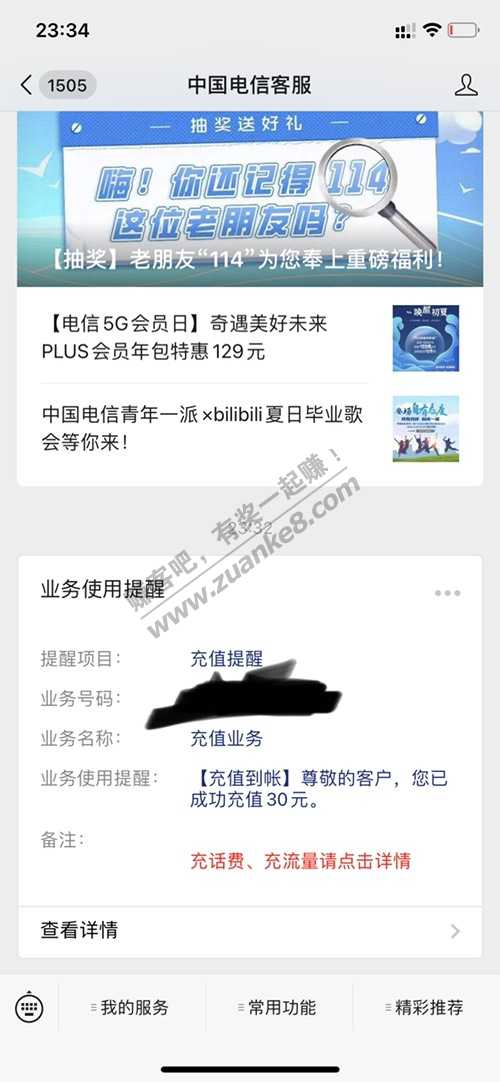 23:34
1505
中国电信客服
抽奖送好礼
嗨！你还记得114
这位老朋友吗？
【抽奖】老朋友“114”为您奉上重磅福利！
【电信5G会员日】奇遇美好未来
PLUS会员年包特惠129元
唤醒初夏
中国电信青年一派×bilibili夏日毕业歌
会等你来！
23:32
赚客吧，有奖一起赚！
www.zuanke8.com
业务使用提醒
提醒项目：
充值提醒
业务号码：
业务名称：
充值业务
业务使用提醒：
【充值到帐】尊敬的客户，您已
成功充值30元。
备注：
充话费、充流量请点击详情
查看详情
我的服务
常用功能
精彩推荐